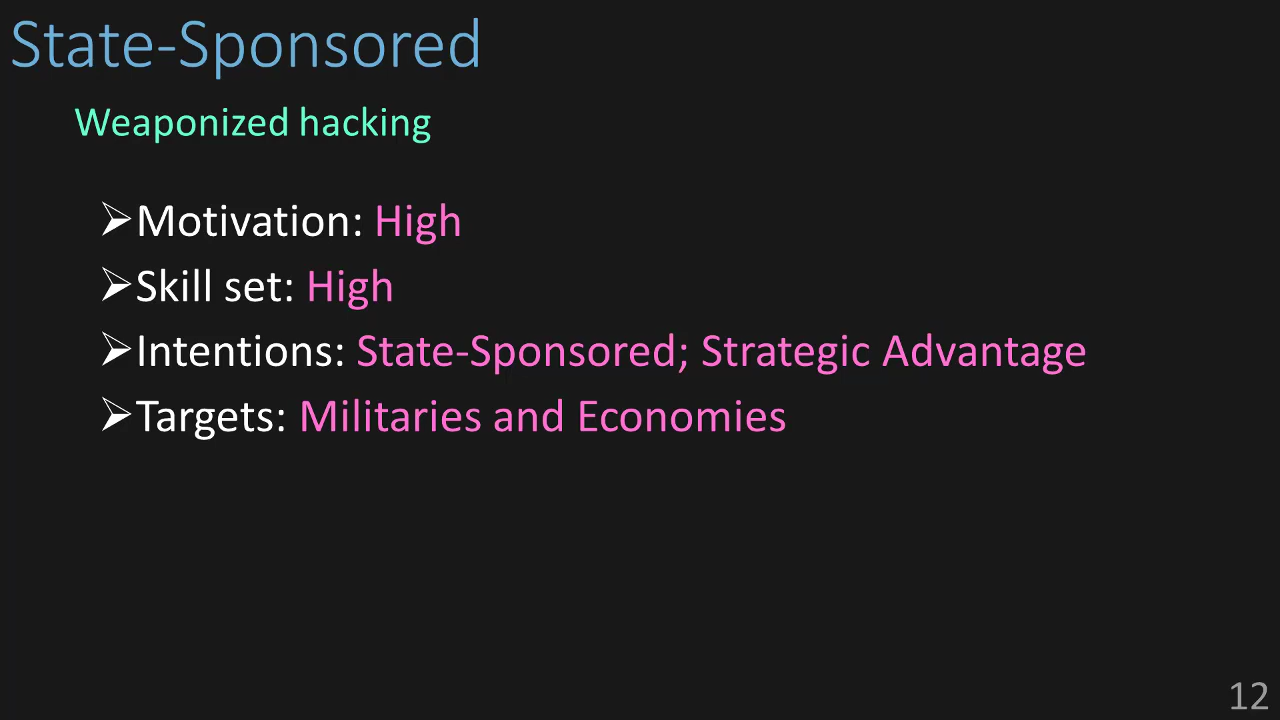 State-Sponsored
Weaponized hacking
➢Motivation: High
➢Skill set: High
➢Intentions: State-Sponsored; Strategic Advantage
➢Targets: Militaries and Economies
12